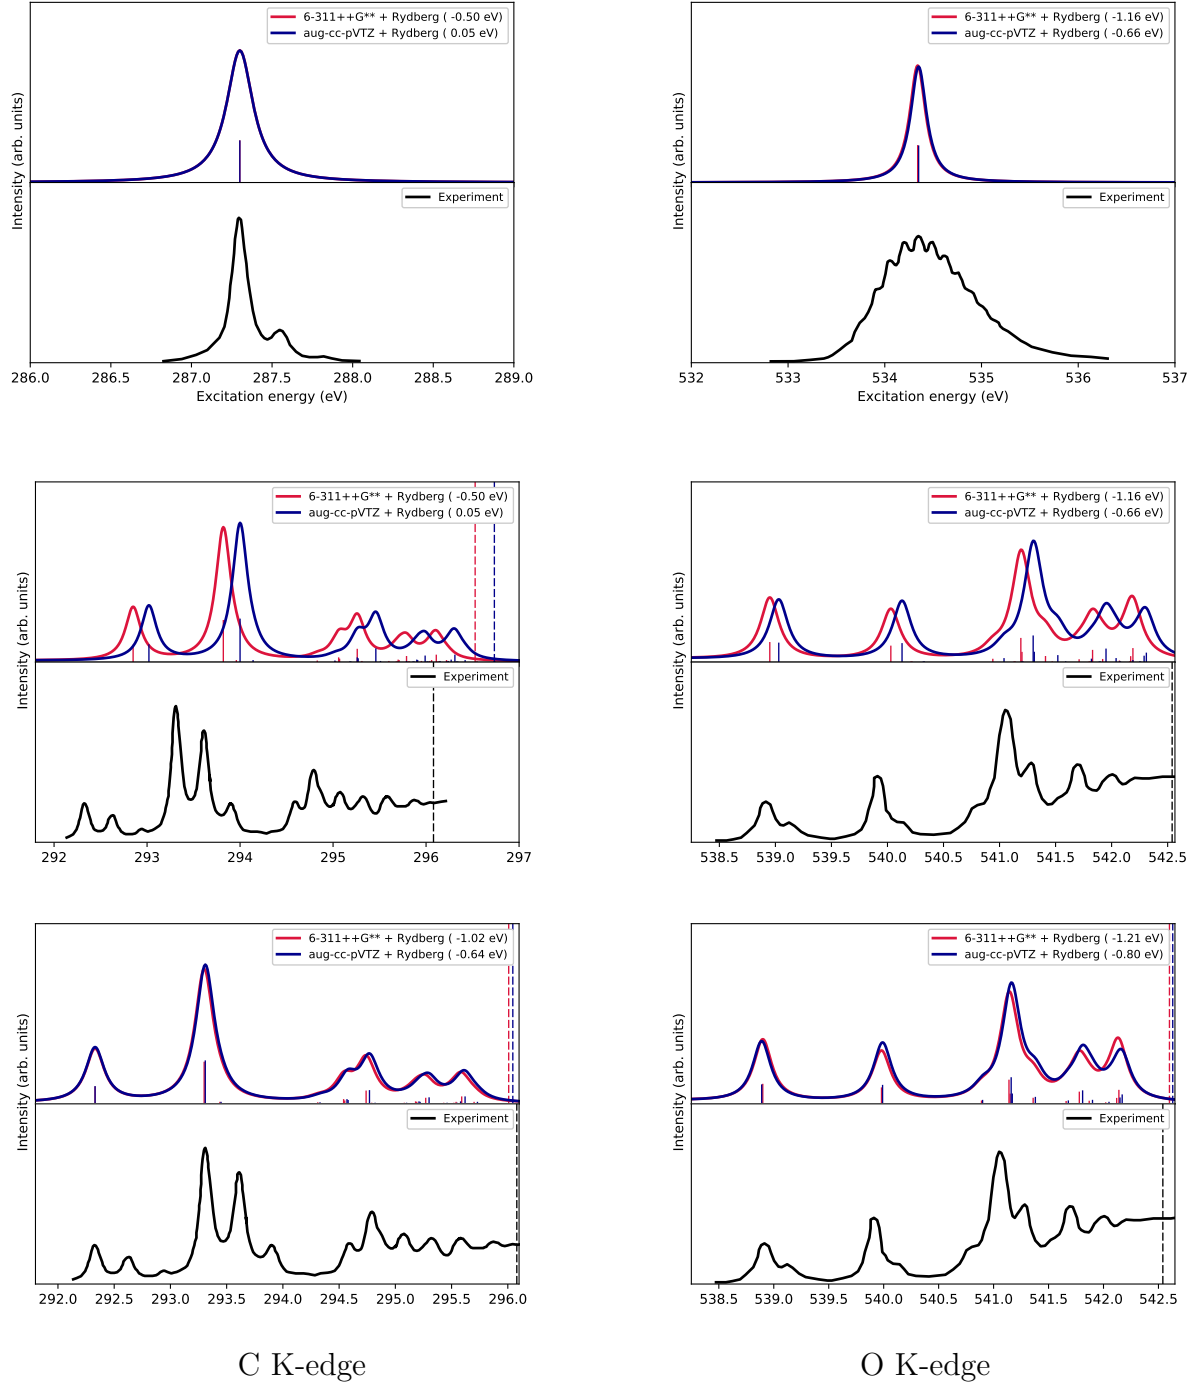 6-311++G** + Rydberg ( -0.50 eV)
aug-cc-pVTZ + Rydberg ( 0.05 eV)
Experiment
Intensity (arb. units)
286.0 286.5 287.0 287.5 288.0 288.5 289.0
Excitation energy (eV)
6-311++G** + Rydberg ( -1.16 eV)
aug-cc-pVTZ + Rydberg ( -0.66 eV)
Experiment
Intensity (arb. units)
532 533 534 535 536 537
Excitation energy (eV)
6-311++G** + Rydberg ( -0.50 eV)
aug-cc-pVTZ + Rydberg ( 0.05 eV)
Experiment
Intensity (arb. units)
292 293 294 295 296 297
6-311++G** + Rydberg ( -1.16 eV)
aug-cc-pVTZ + Rydberg ( -0.66 eV)
Experiment
Intensity (arb. units)
538.5 539.0 539.5 540.0 540.5 541.0 541.5 542.0 542.5
6-311++G** + Rydberg ( -1.02 eV)
aug-cc-pVTZ + Rydberg ( -0.64 eV)
Experiment
Intensity (arb. units)
292.0 292.5 293.0 293.5 294.0 294.5 295.0 295.5 296.0
6-311++G** + Rydberg ( -1.21 eV)
aug-cc-pVTZ + Rydberg ( -0.80 eV)
Experiment
Intensity (arb. units)
538.5 539.0 539.5 540.0 540.5 541.0 541.5 542.0 542.5
C K-edge
O K-edge